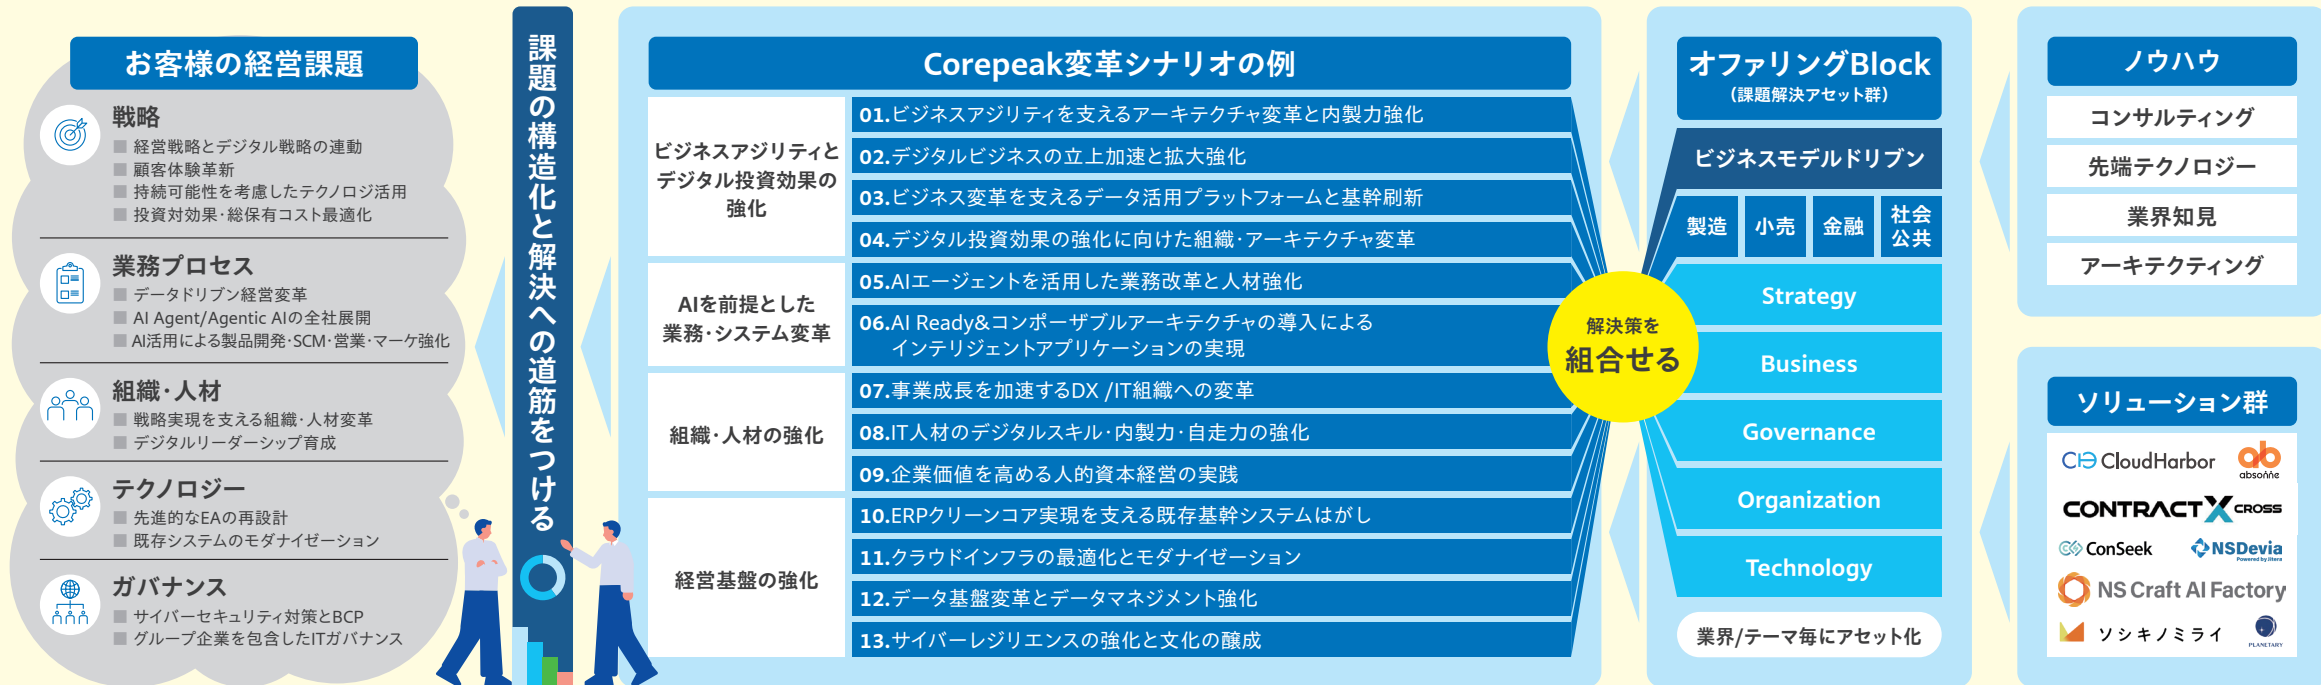 お客様の経営課題
戦略
■ 経営戦略とデジタル戦略の連動
■ 顧客体験革新
■ 持続可能性を考慮したテクノロジ活用
■ 投資対効果・総保有コスト最適化
業務プロセス
■ データドリブン経営変革
■ AI Agent/Agentic AIの全社展開
■ AI活用による製品開発・SCM・営業・マーケ強化
組織・人材
■ 戦略実現を支える組織・人材変革
■ デジタルリーダーシップ育成
テクノロジー
■ 先進的なEAの再設計
■ 既存システムのモダナイゼーション
ガバナンス
■ サイバーセキュリティ対策とBCP
■ グループ企業を包含したITガバナンス
課題の構造化と解決への道筋をつける
Corepeak変革シナリオの例
ビジネスアジリティと
デジタル投資効果の
強化
01.ビジネスアジリティを支えるアーキテクチャ変革と内製力強化
02.デジタルビジネスの立上加速と拡大強化
03.ビジネス変革を支えるデータ活用プラットフォームと基幹刷新
04.デジタル投資効果の強化に向けた組織・アーキテクチャ変革
AIを前提とした
業務・システム変革
05.AIエージェントを活用した業務改革と人材強化
06.AI Ready&コンポーザブルアーキテクチャの導入による
インテリジェントアプリケーションの実現
組織・人材の強化
07.事業成長を加速するDX /IT組織への変革
08.IT人材のデジタルスキル・内製力・自走力の強化
09.企業価値を高める人的資本経営の実践
経営基盤の強化
10.ERPクリーンコア実現を支える既存基幹システムはがし
11.クラウドインフラの最適化とモダナイゼーション
12.データ基盤変革とデータマネジメント強化
13.サイバーレジリエンスの強化と文化の醸成
解決策を
組合せる
オファリングBlock
(課題解決アセット群)
ビジネスモデルドリブン
製造
小売
金融
社会
公共
Strategy
Business
Governance
Organization
Technology
業界/テーマ毎にアセット化
ノウハウ
コンサルティング
先端テクノロジー
業界知見
アーキテクティング
ソリューション群
CloudHarbor
absonne
CONTRACT X CROSS
ConSeek
NSDevia
Powered by Jitera
NS Craft AI Factory
ソシキノミライ
PLANETARY